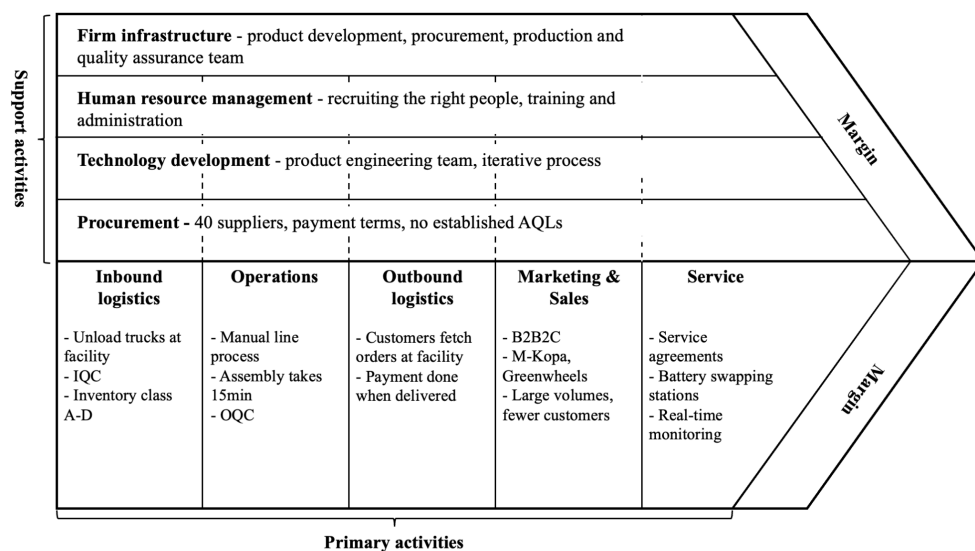 Support activities
Firm infrastructure - product development, procurement, production and
quality assurance team
Human resource management - recruiting the right people, training and
administration
Technology development - product engineering team, iterative process
Procurement - 40 suppliers, payment terms, no established AQLs
Margin
Inbound
logistics
- Unload trucks at
facility
- IQC
- Inventory class
A-D
Operations
- Manual line
process
- Assembly takes
15min
- OQC
Outbound
logistics
- Customers fetch
orders at facility
- Payment done
when delivered
Marketing &
Sales
- B2B2C
- M-Kopa,
Greenwheels
- Large volumes,
fewer customers
Service
- Service
agreements
- Battery swapping
stations
- Real-time
monitoring
Margin
Primary activities